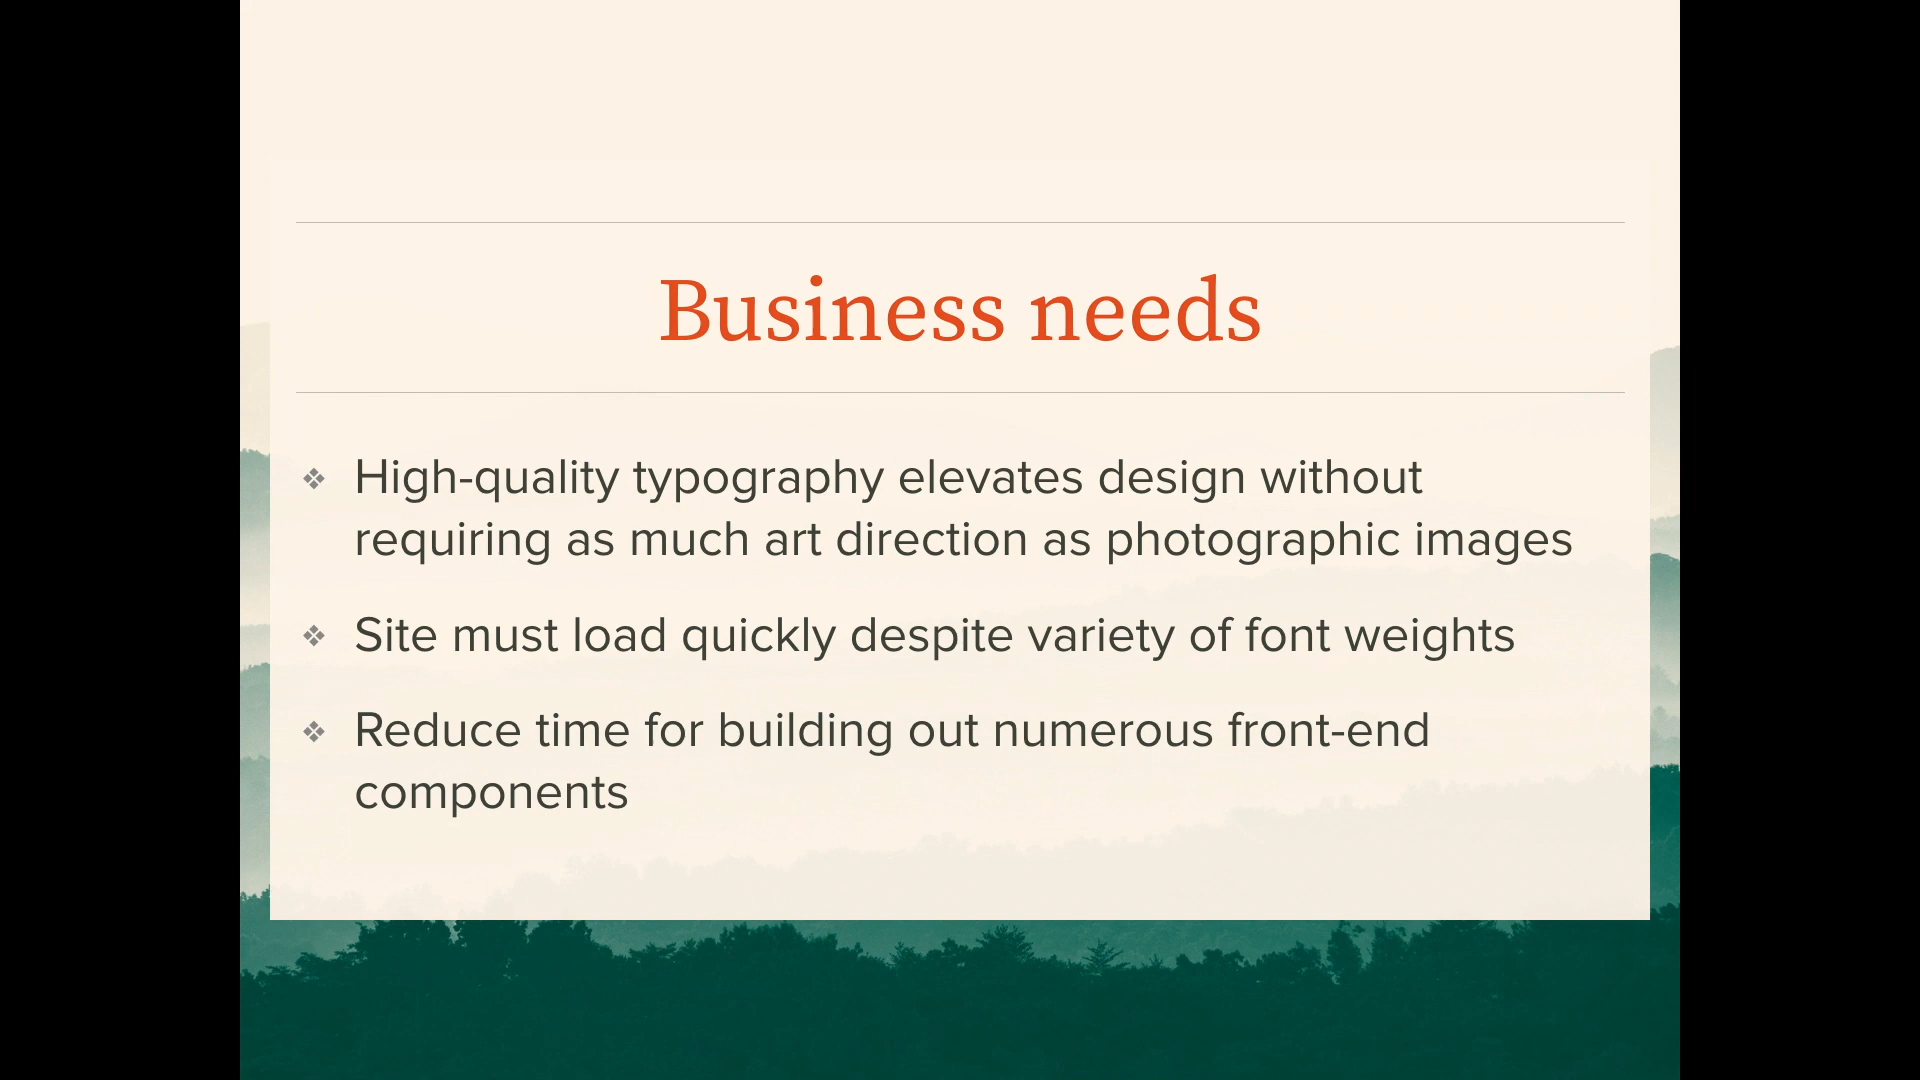 Business needs
❖ High-quality typography elevates design without
requiring as much art direction as photographic images
❖ Site must load quickly despite variety of font weights
❖ Reduce time for building out numerous front-end
components